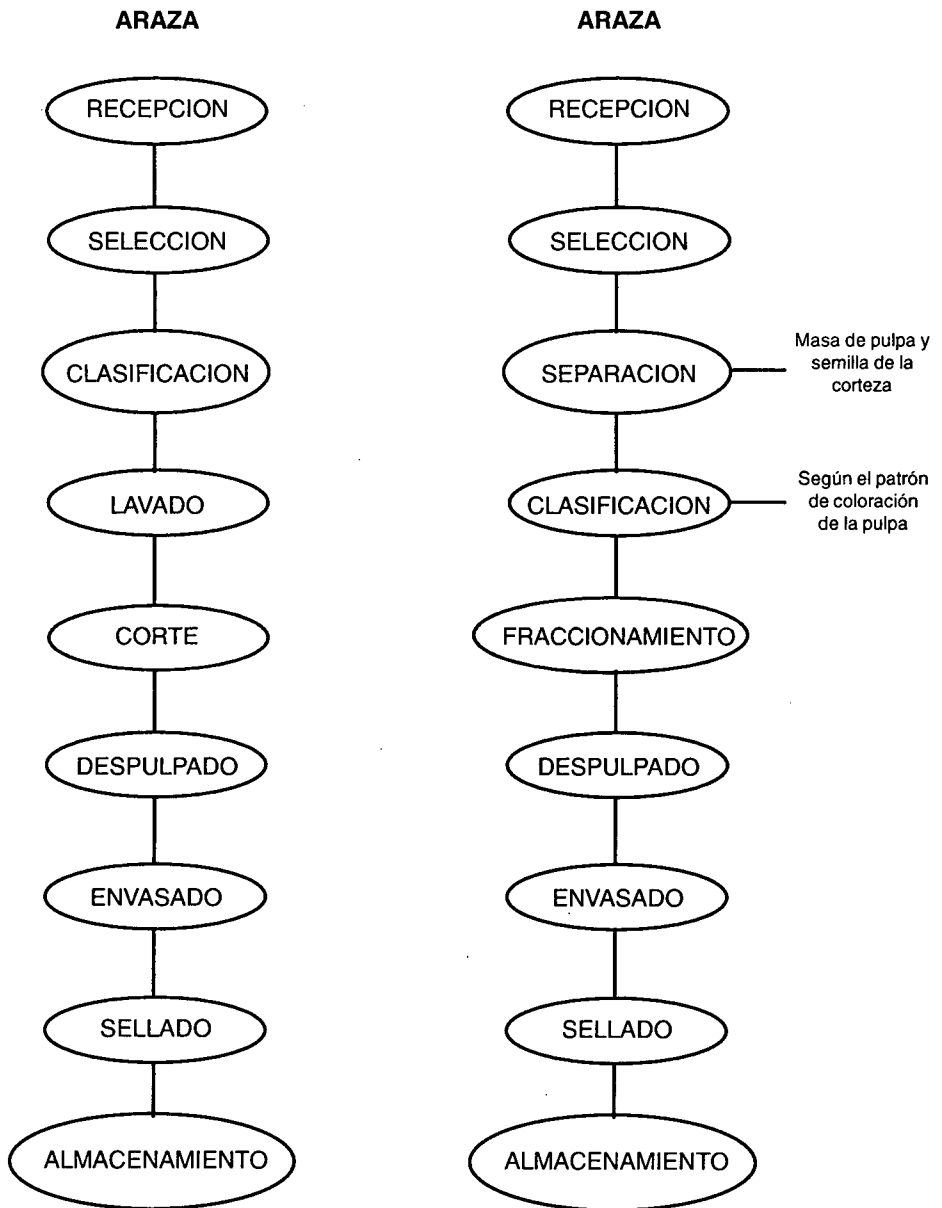 ARAZA
RECEPCION
SELECCION
CLASIFICACION
LAVADO
CORTE
DESPULPADO
ENVASADO
SELLADO
ALMACENAMIENTO
ARAZA
RECEPCION
SELECCION
SEPARACION
Masa de pulpa y
semilla de la
corteza
CLASIFICACION
Según el patrón
de coloración
de la pulpa
FRACCIONAMIENTO
DESPULPADO
ENVASADO
SELLADO
ALMACENAMIENTO